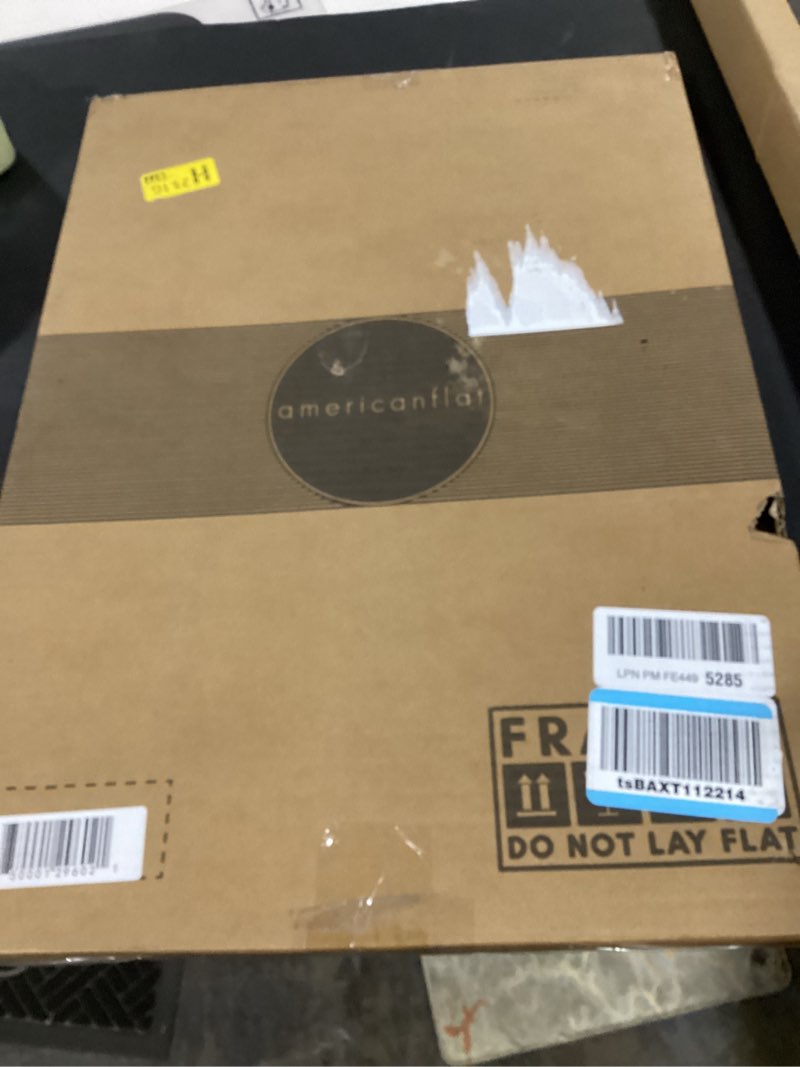 H
americanflat
LPN PM FE449 5285
tsBAXT112214
FRA
DO NOT LAY FLAT